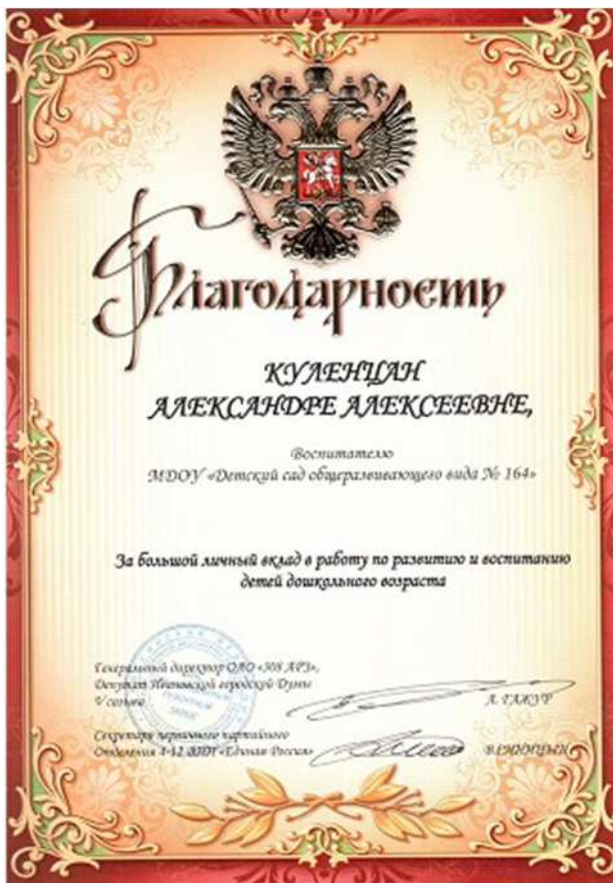 Благодарность
КУЛЕНЦАН
АЛЕКСАНДРЕ АЛЕКСЕЕВНЕ,
Воспитателю
МДОУ «Детский сад общеразвивающего вида № 164»
За большой личный вклад в работу по развитию и воспитанию
детей дошкольного возраста
Генеральный директор ОАО «308 АРЗ»,
Депутат Ивановской городской Думы
V созыва
А. ГАЖУР
Секретарь первичного партийного
Отделения 4-12 ВПП «Единая Россия»